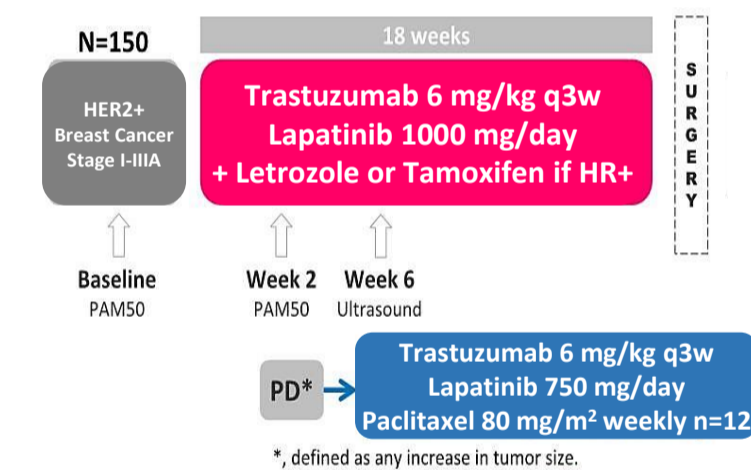 N=150
18 weeks
HER2+
Breast Cancer
Stage I-IIIA
Trastuzumab 6 mg/kg q3w
Lapatinib 1000 mg/day
+ Letrozole or Tamoxifen if HR+
SURGERY
Baseline
PAM50
Week 2
PAM50
Week 6
Ultrasound
PD*
Trastuzumab 6 mg/kg q3w
Lapatinib 750 mg/day
Paclitaxel 80 mg/m² weekly n=12
*, defined as any increase in tumor size.